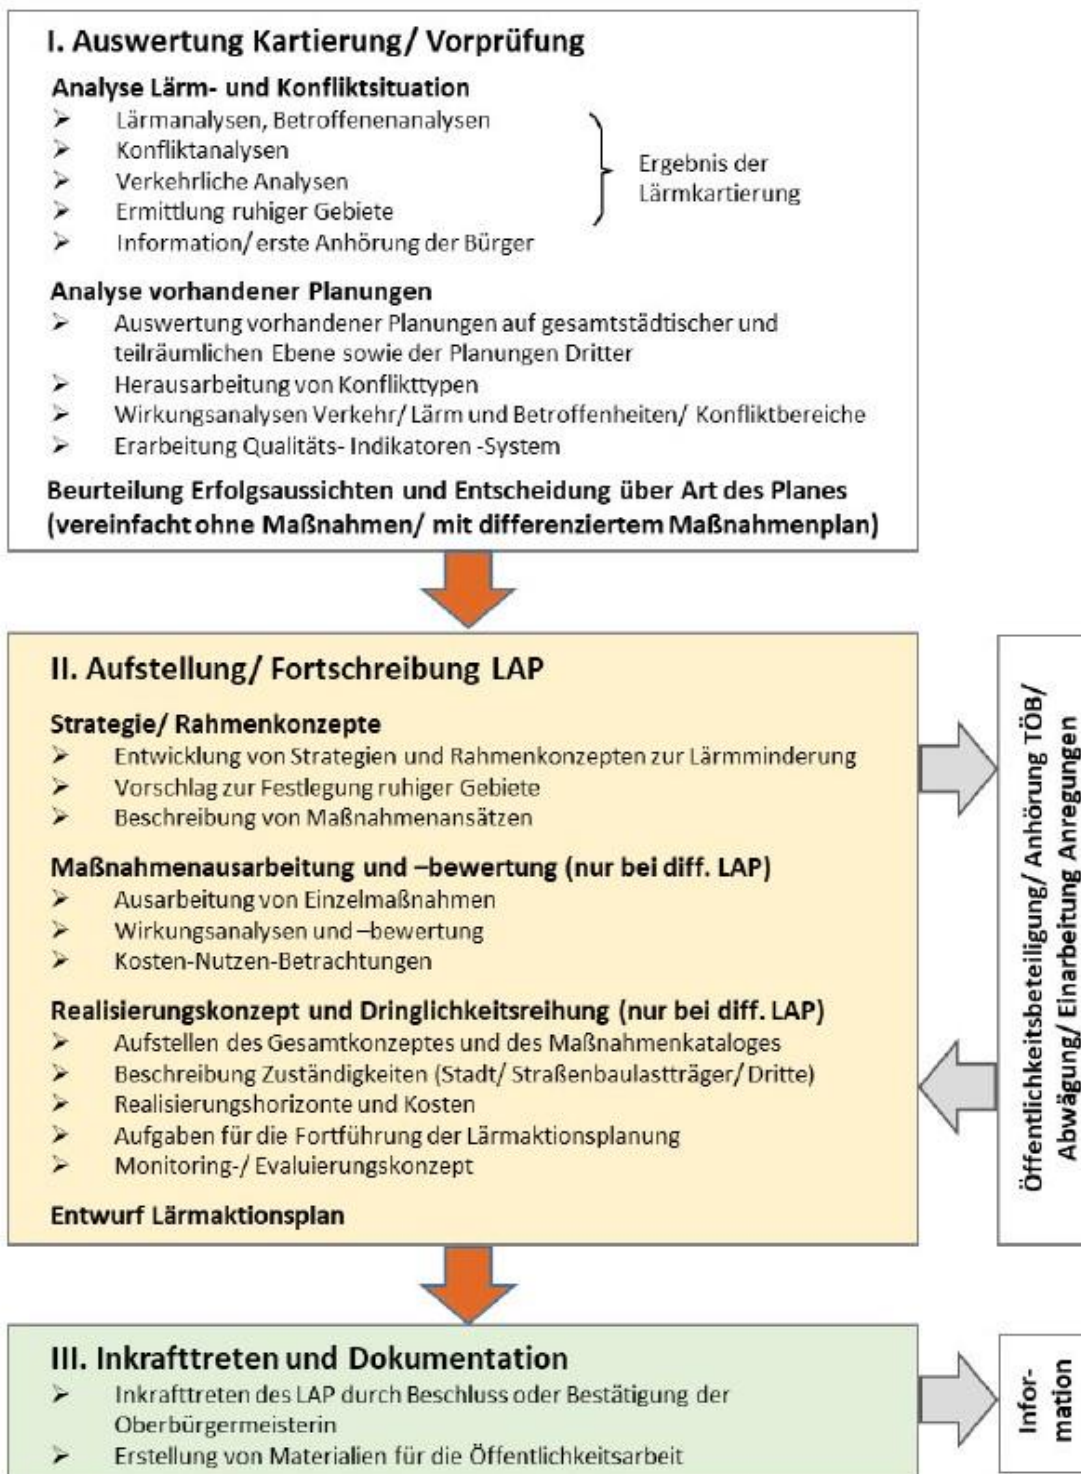 I. Auswertung Kartierung/ Vorprüfung
Analyse Lärm- und Konfliktsituation
➢ Lärmanalysen, Betroffenenanalysen
➢ Konfliktanalysen
➢ Verkehrliche Analysen
➢ Ermittlung ruhiger Gebiete
➢ Information/ erste Anhörung der Bürger
Ergebnis der
Lärmkartierung
Analyse vorhandener Planungen
➢ Auswertung vorhandener Planungen auf gesamtstädtischer und
teilräumlichen Ebene sowie der Planungen Dritter
➢ Herausarbeitung von Konflikttypen
➢ Wirkungsanalysen Verkehr/ Lärm und Betroffenheiten/ Konfliktbereiche
➢ Erarbeitung Qualitäts- Indikatoren -System
Beurteilung Erfolgsaussichten und Entscheidung über Art des Planes
(vereinfacht ohne Maßnahmen/ mit differenziertem Maßnahmenplan)
II. Aufstellung/ Fortschreibung LAP
Strategie/ Rahmenkonzepte
➢ Entwicklung von Strategien und Rahmenkonzepten zur Lärmminderung
➢ Vorschlag zur Festlegung ruhiger Gebiete
➢ Beschreibung von Maßnahmenansätzen
Maßnahmenausarbeitung und –bewertung (nur bei diff. LAP)
➢ Ausarbeitung von Einzelmaßnahmen
➢ Wirkungsanalysen und –bewertung
➢ Kosten-Nutzen-Betrachtungen
Realisierungskonzept und Dringlichkeitsreihung (nur bei diff. LAP)
➢ Aufstellen des Gesamtkonzeptes und des Maßnahmenkataloges
➢ Beschreibung Zuständigkeiten (Stadt/ Straßenbaulastträger/ Dritte)
➢ Realisierungshorizonte und Kosten
➢ Aufgaben für die Fortführung der Lärmaktionsplanung
➢ Monitoring-/ Evaluierungskonzept
Entwurf Lärmaktionsplan
Öffentlichkeitsbeteiligung/ Anhörung TÖB/
Abwägung/ Einarbeitung Anregungen
III. Inkrafttreten und Dokumentation
➢ Inkrafttreten des LAP durch Beschluss oder Bestätigung der
Oberbürgermeisterin
➢ Erstellung von Materialien für die Öffentlichkeitsarbeit
Infor-
mation